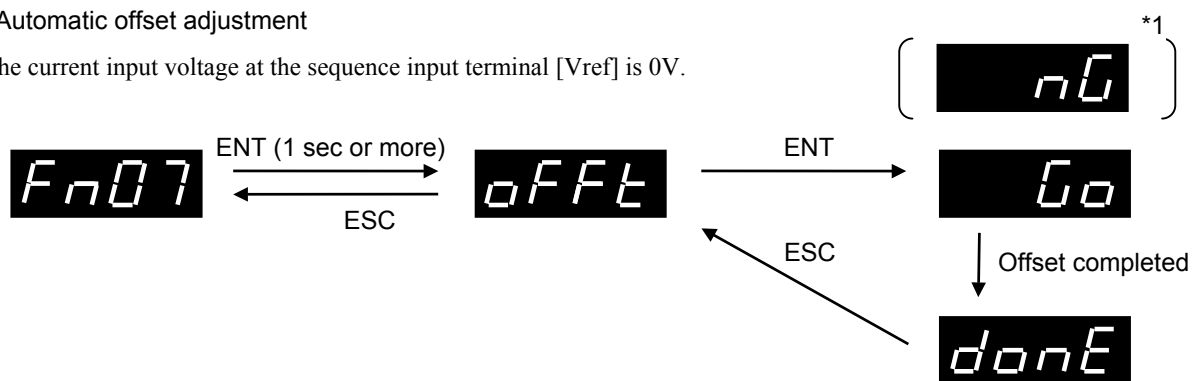 Automatic offset adjustment
he current input voltage at the sequence input terminal [Vref] is 0V.
*1
nG
Fn07
ENT (1 sec or more)
ESC
oFFt
ENT
Go
ESC
Offset completed
donE